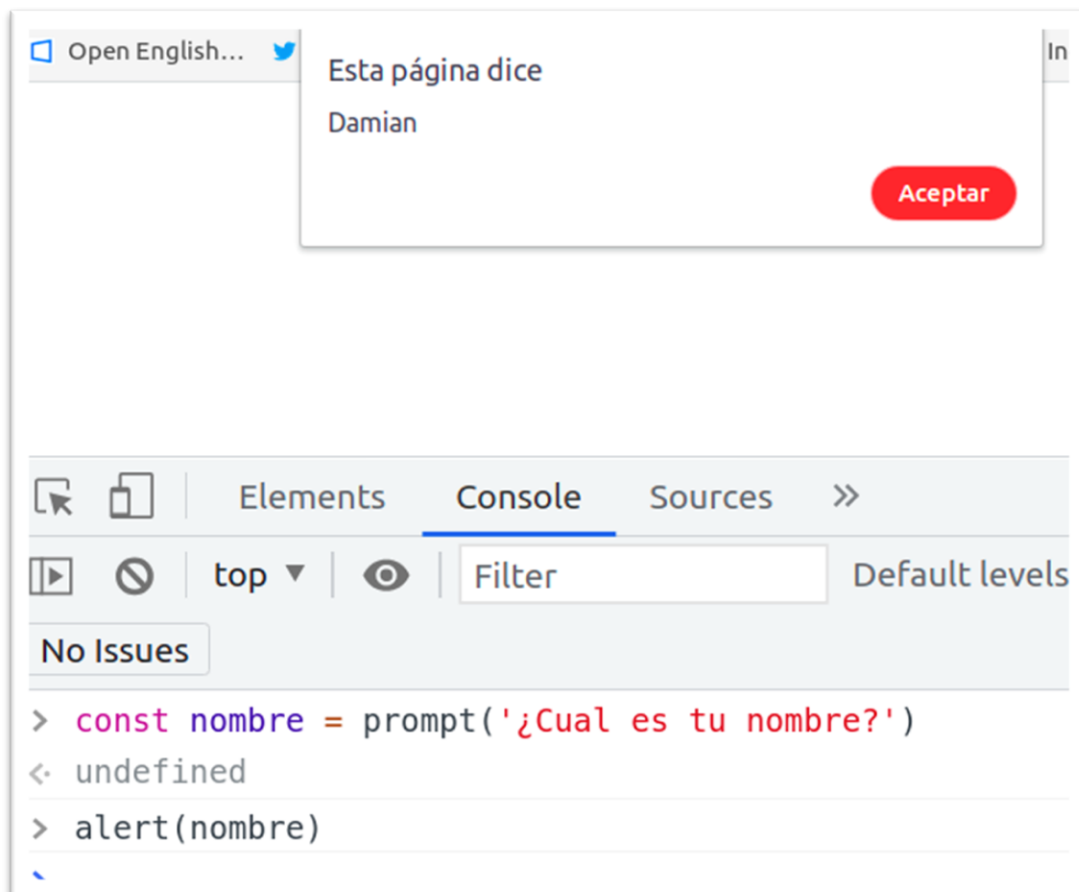 Open English... In
Esta página dice
Damian
Aceptar
Elements Console Sources »
top ▼ Filter Default levels
No Issues
> const nombre = prompt('¿Cual es tu nombre?')
<· undefined
> alert(nombre)